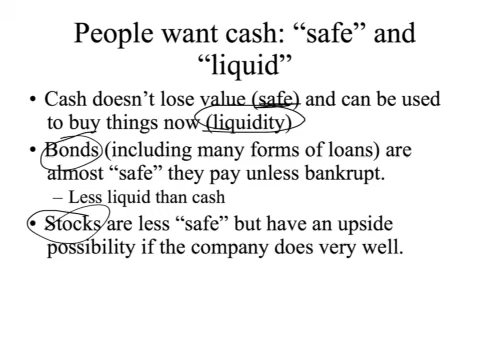 People want cash: “safe” and
“liquid”
• Cash doesn’t lose value (safe) and can be used
to buy things now (liquidity)
• Bonds (including many forms of loans) are
almost “safe” they pay unless bankrupt.
– Less liquid than cash
• Stocks are less “safe” but have an upside
possibility if the company does very well.